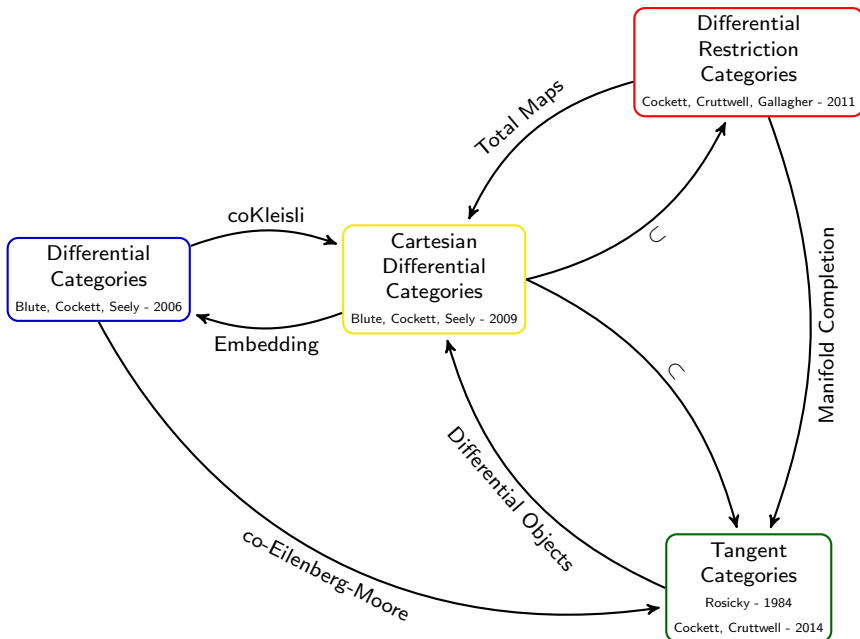 Differential
Restriction
Categories
Cockett, Cruttwell, Gallagher - 2011
Total Maps
coKleisli
Differential
Categories
Blute, Cockett, Seely - 2006
Cartesian
Differential
Categories
Blute, Cockett, Seely - 2009
⊂
Embedding
⊂
Manifold Completion
Differential Objects
co-Eilenberg-Moore
Tangent
Categories
Rosicky - 1984
Cockett, Cruttwell - 2014